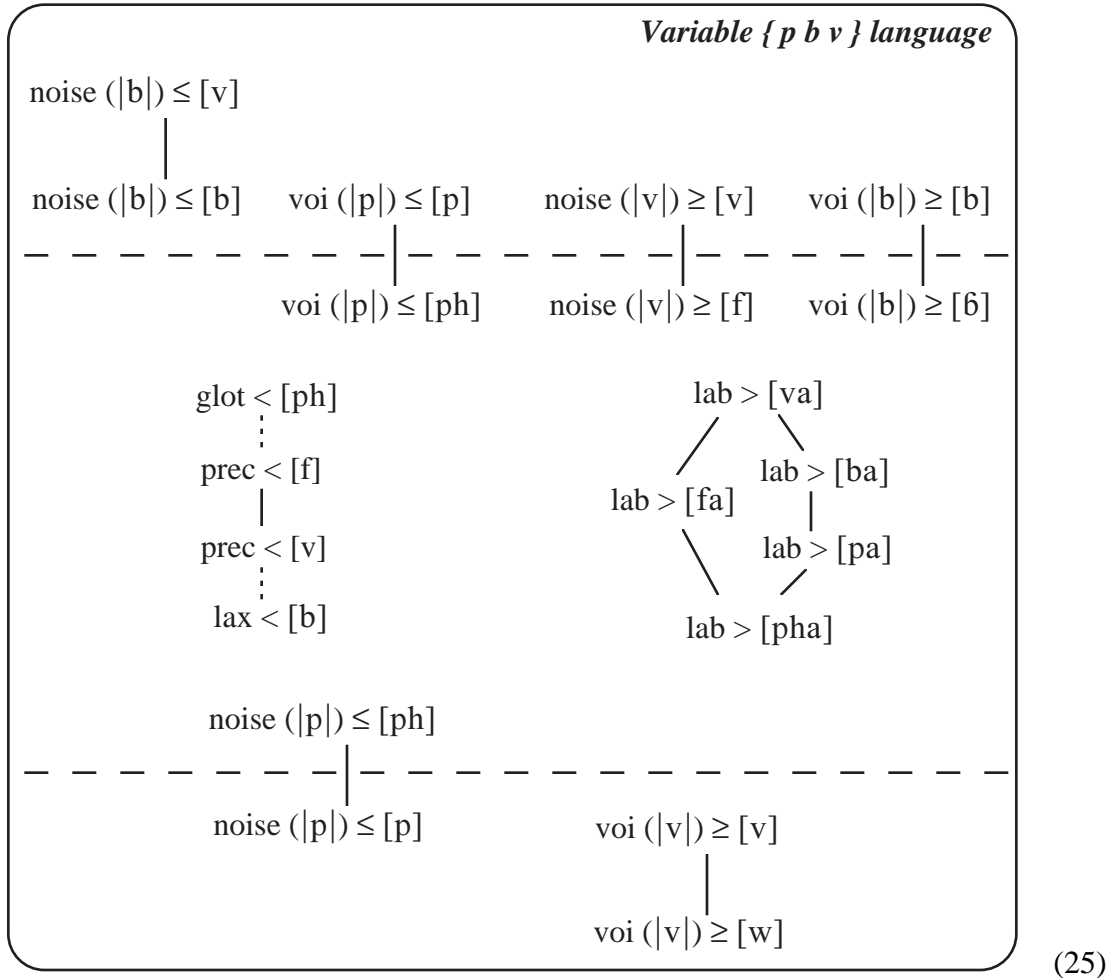 Variable { p b v } language
noise (|b|) ≤ [v]
noise (|b|) ≤ [b] voi (|p|) ≤ [p] noise (|v|) ≥ [v] voi (|b|) ≥ [b]
voi (|p|) ≤ [ph] noise (|v|) ≥ [f] voi (|b|) ≥ [ɓ]
glot < [ph] lab > [va]
prec < [f] lab > [ba]
lab > [fa]
prec < [v] lab > [pa]
lax < [b] lab > [pha]
noise (|p|) ≤ [ph]
noise (|p|) ≤ [p] voi (|v|) ≥ [v]
voi (|v|) ≥ [w]
(25)